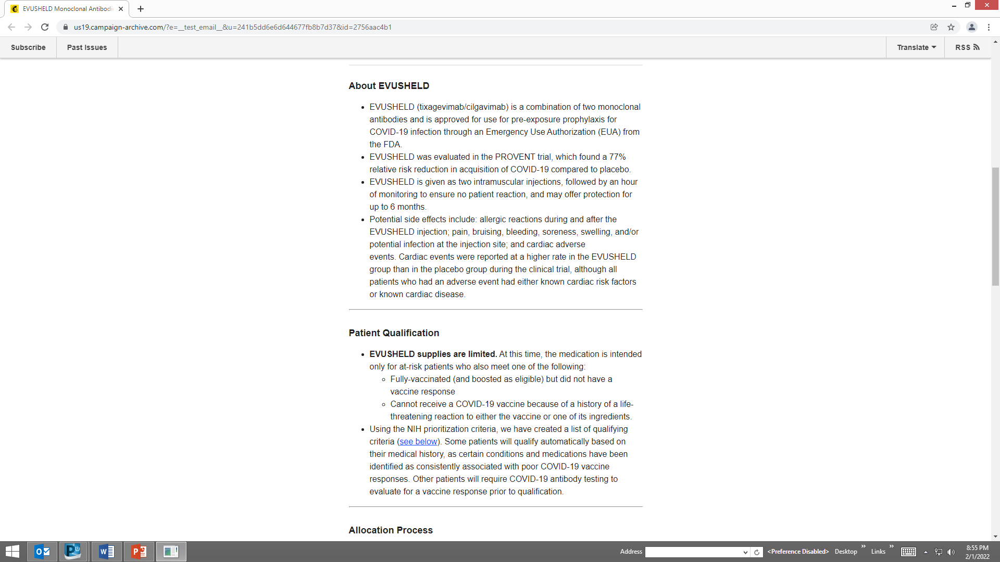 EVUSHELD Monoclonal Antibodi
us19.campaign-archive.com/?e=__test_email__&u=241b5dd6e6d644677fb8b7d37&id=2756aac4b1
Subscribe
Past Issues
Translate
RSS
About EVUSHELD
• EVUSHELD (tixagevimab/cilgavimab) is a combination of two monoclonal
antibodies and is approved for use for pre-exposure prophylaxis for
COVID-19 infection through an Emergency Use Authorization (EUA) from
the FDA.
• EVUSHELD was evaluated in the PROVENT trial, which found a 77%
relative risk reduction in acquisition of COVID-19 compared to placebo.
• EVUSHELD is given as two intramuscular injections, followed by an hour
of monitoring to ensure no patient reaction, and may offer protection for
up to 6 months.
• Potential side effects include: allergic reactions during and after the
EVUSHELD injection; pain, bruising, bleeding, soreness, swelling, and/or
potential infection at the injection site; and cardiac adverse
events. Cardiac events were reported at a higher rate in the EVUSHELD
group than in the placebo group during the clinical trial, although all
patients who had an adverse event had either known cardiac risk factors
or known cardiac disease.
Patient Qualification
• EVUSHELD supplies are limited. At this time, the medication is intended
only for at-risk patients who also meet one of the following:
◦ Fully-vaccinated (and boosted as eligible) but did not have a
vaccine response
◦ Cannot receive a COVID-19 vaccine because of a history of a life-
threatening reaction to either the vaccine or one of its ingredients.
• Using the NIH prioritization criteria, we have created a list of qualifying
criteria (see below). Some patients will qualify automatically based on
their medical history, as certain conditions and medications have been
identified as consistently associated with poor COVID-19 vaccine
responses. Other patients will require COVID-19 antibody testing to
evaluate for a vaccine response prior to qualification.
Allocation Process
Address
<Preference Disabled>
Desktop
Links
8:55 PM
2/1/2022